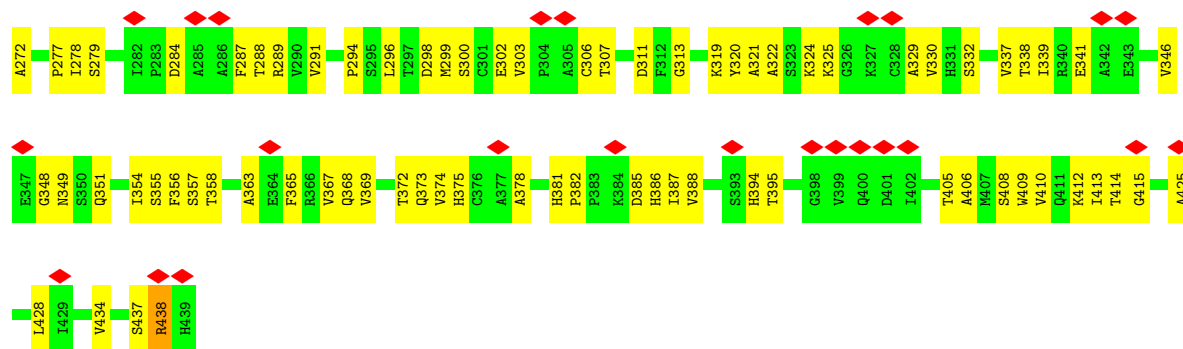 A272 P277 I278 S279 I282 P283 D284 A285 A286 F287 T288 R289 V290 V291 P294 S295 L296 T297 D298 M299 S300 C301 E302 V303 P304 A305 C306 T307 D311 F312 G313 K319 Y320 A321 A322 S323 K324 K325 G326 K327 C328 A329 V330 H331 S332 V337 T338 I339 R340 E341 A342 E343 V346
E347 G348 N349 S350 Q351 I354 S355 F356 S357 T358 A363 E364 F365 R366 V367 Q368 V369 T372 Q373 V374 H375 C376 A377 A378 H381 P382 P383 K384 D385 H386 I387 V388 S393 H394 T395 G398 V399 Q400 D401 I402 T405 A406 M407 S408 W409 V410 Q411 K412 I413 T414 G415
L428 I429 V434 S437 R438 H439